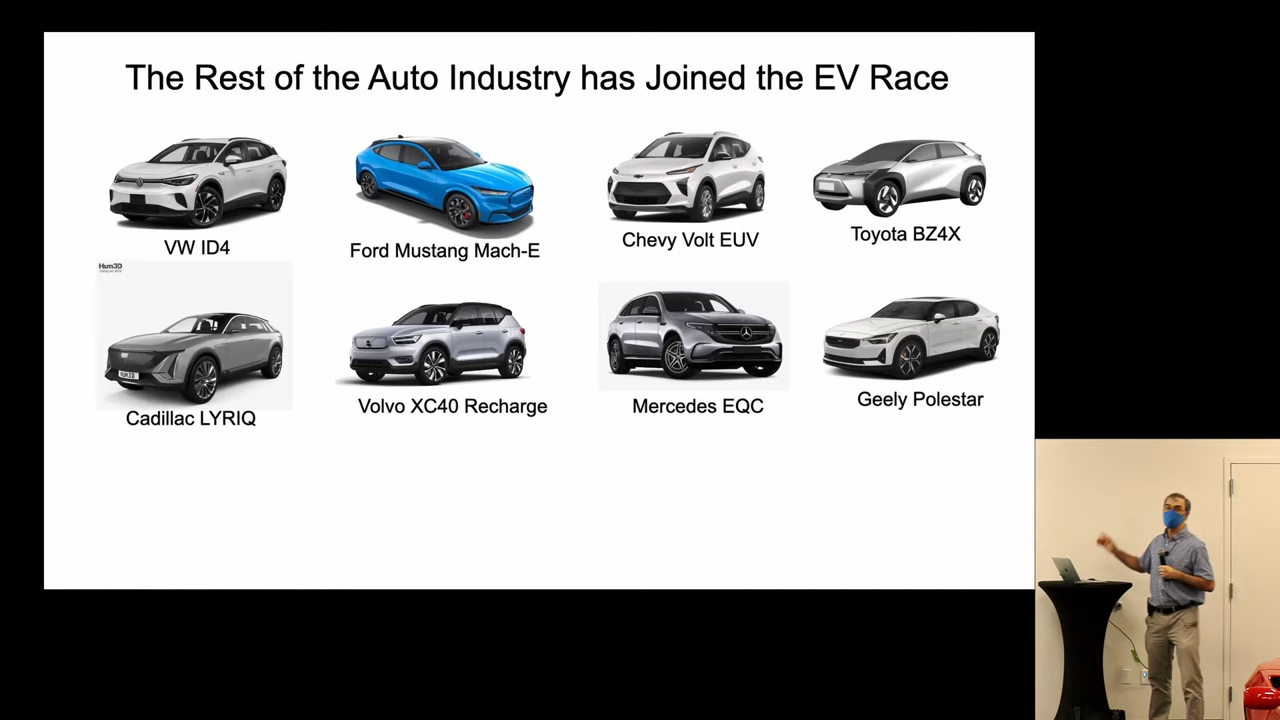 The Rest of the Auto Industry has Joined the EV Race
VW ID4
Ford Mustang Mach-E
Chevy Volt EUV
Toyota BZ4X
Hum3D
Cadillac LYRIQ
Volvo XC40 Recharge
Mercedes EQC
Geely Polestar